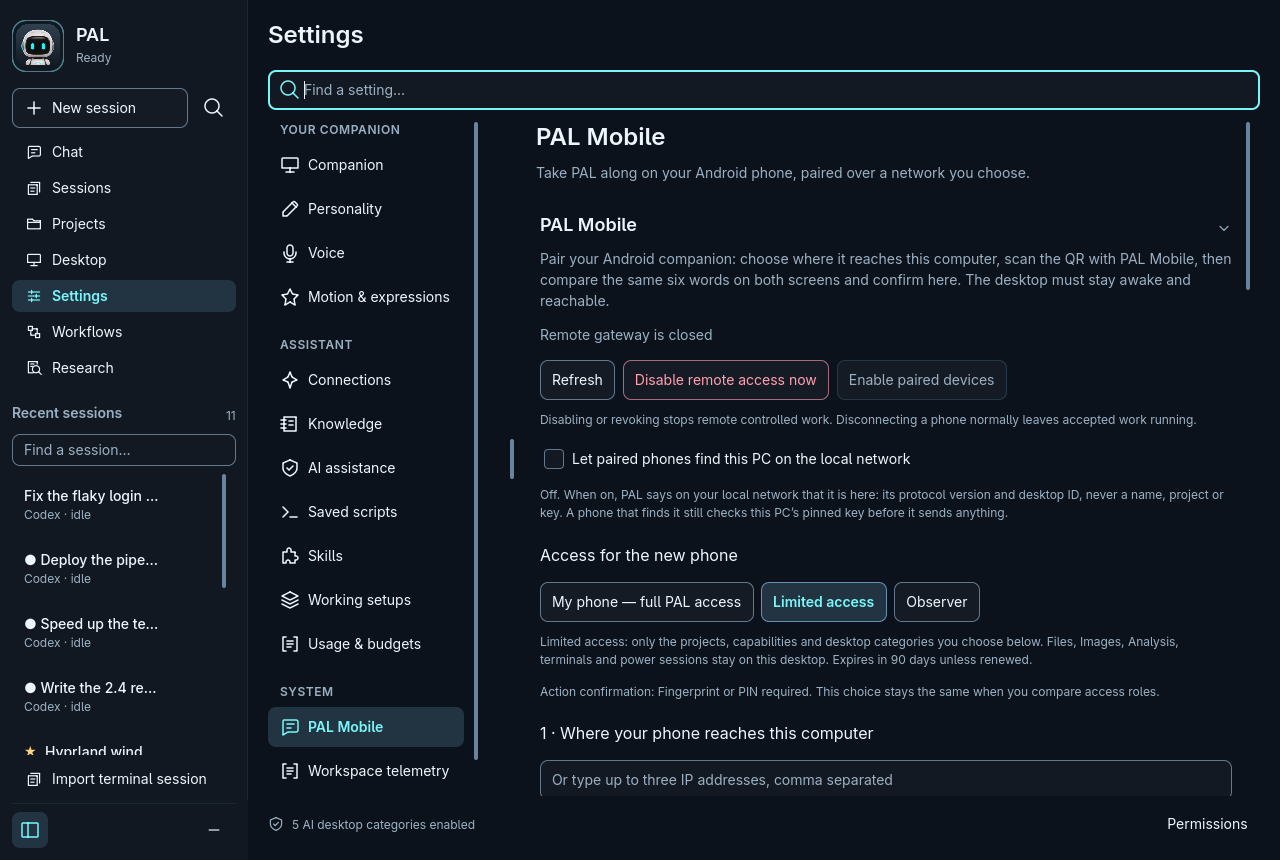 PAL
Ready
New session
Chat
Sessions
Projects
Desktop
Settings
Workflows
Research
Recent sessions
11
Find a session...
Fix the flaky login ...
Codex · idle
Deploy the pipe...
Codex · idle
Speed up the te...
Codex · idle
Write the 2.4 re...
Codex · idle
Hyprland wind
Import terminal session
Settings
Find a setting...
YOUR COMPANION
Companion
Personality
Voice
Motion & expressions
ASSISTANT
Connections
Knowledge
AI assistance
Saved scripts
Skills
Working setups
Usage & budgets
SYSTEM
PAL Mobile
Workspace telemetry
PAL Mobile
Take PAL along on your Android phone, paired over a network you choose.
PAL Mobile
Pair your Android companion: choose where it reaches this computer, scan the QR with PAL Mobile, then
compare the same six words on both screens and confirm here. The desktop must stay awake and
reachable.
Remote gateway is closed
Refresh
Disable remote access now
Enable paired devices
Disabling or revoking stops remote controlled work. Disconnecting a phone normally leaves accepted work running.
Let paired phones find this PC on the local network
Off. When on, PAL says on your local network that it is here: its protocol version and desktop ID, never a name, project or
key. A phone that finds it still checks this PC's pinned key before it sends anything.
Access for the new phone
My phone — full PAL access
Limited access
Observer
Limited access: only the projects, capabilities and desktop categories you choose below. Files, Images, Analysis,
terminals and power sessions stay on this desktop. Expires in 90 days unless renewed.
Action confirmation: Fingerprint or PIN required. This choice stays the same when you compare access roles.
1 · Where your phone reaches this computer
Or type up to three IP addresses, comma separated
5 AI desktop categories enabled
Permissions